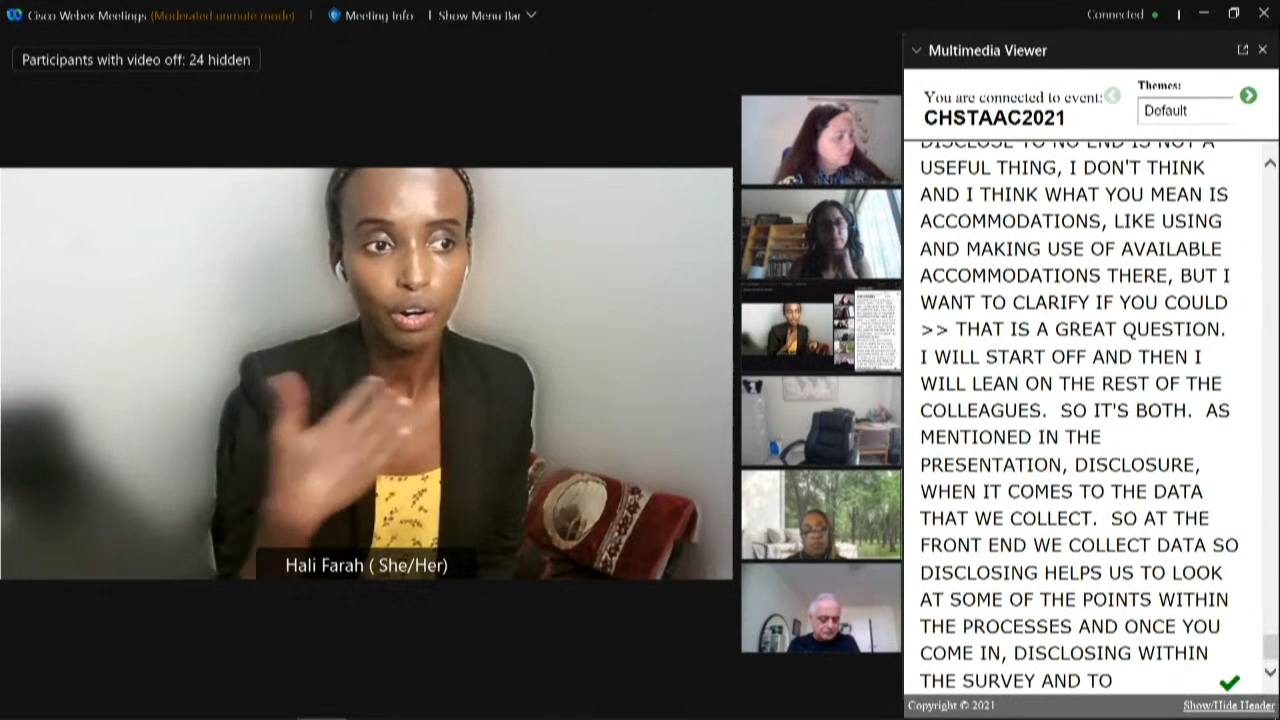 Cisco Webex Meetings (Moderated unmute mode) | Meeting Info | Show Menu Bar
Connected
Participants with video off: 24 hidden
Multimedia Viewer
You are connected to event:
CHSTAAC2021
Themes:
Default
DISCLOSE TO NO END IS NOT A
USEFUL THING, I DON'T THINK
AND I THINK WHAT YOU MEAN IS
ACCOMMODATIONS, LIKE USING
AND MAKING USE OF AVAILABLE
ACCOMMODATIONS THERE, BUT I
WANT TO CLARIFY IF YOU COULD
>> THAT IS A GREAT QUESTION.
I WILL START OFF AND THEN I
WILL LEAN ON THE REST OF THE
COLLEAGUES. SO IT'S BOTH. AS
MENTIONED IN THE
PRESENTATION, DISCLOSURE,
WHEN IT COMES TO THE DATA
THAT WE COLLECT. SO AT THE
FRONT END WE COLLECT DATA SO
DISCLOSING HELPS US TO LOOK
AT SOME OF THE POINTS WITHIN
THE PROCESSES AND ONCE YOU
COME IN, DISCLOSING WITHIN
THE SURVEY AND TO
Hali Farah ( She/Her)
Copyright © 2021
Show/Hide Header